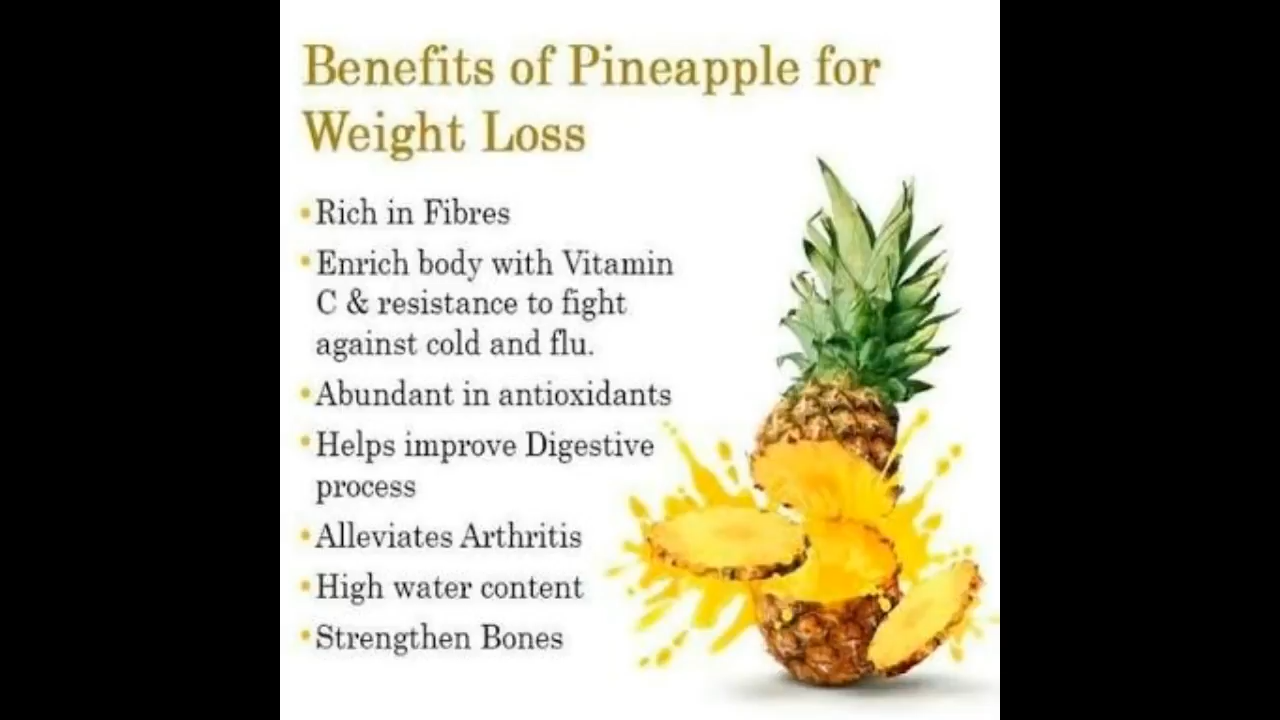 Benefits of Pineapple for
Weight Loss
•Rich in Fibres
•Enrich body with Vitamin
C & resistance to fight
against cold and flu.
•Abundant in antioxidants
•Helps improve Digestive
process
•Alleviates Arthritis
•High water content
•Strengthen Bones